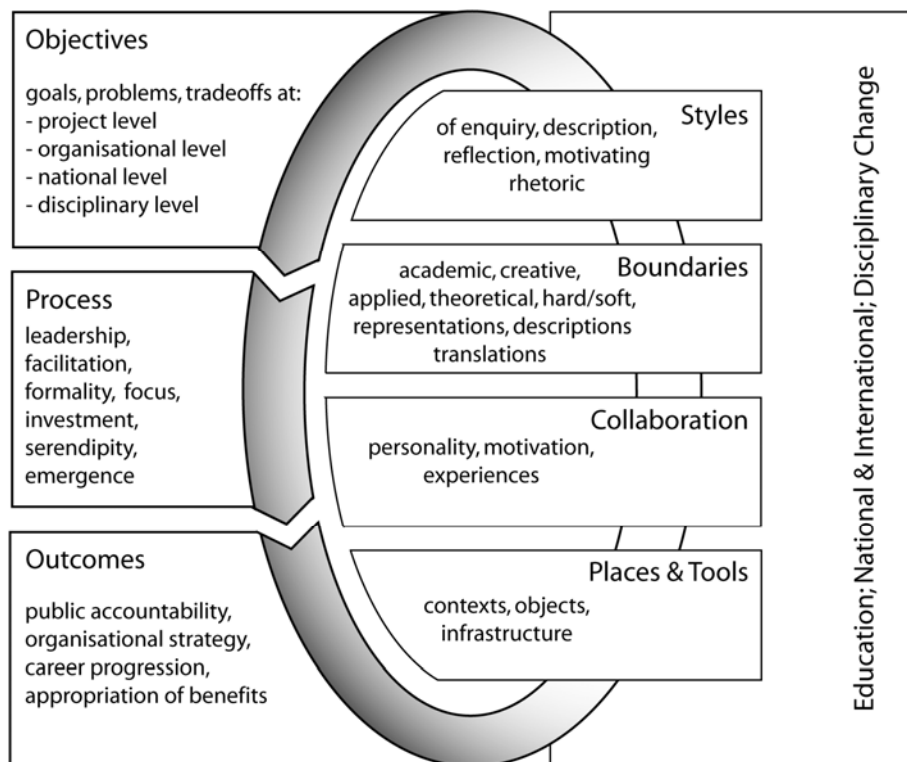 Objectives
goals, problems, tradeoffs at:
- project level
- organisational level
- national level
- disciplinary level
Process
leadership,
facilitation,
formality, focus,
investment,
serendipity,
emergence
Outcomes
public accountability,
organisational strategy,
career progression,
appropriation of benefits
Styles
of enquiry, description,
reflection, motivating
rhetoric
Boundaries
academic, creative,
applied, theoretical, hard/soft,
representations, descriptions
translations
Collaboration
personality, motivation,
experiences
Places & Tools
contexts, objects,
infrastructure
Education; National & International; Disciplinary Change